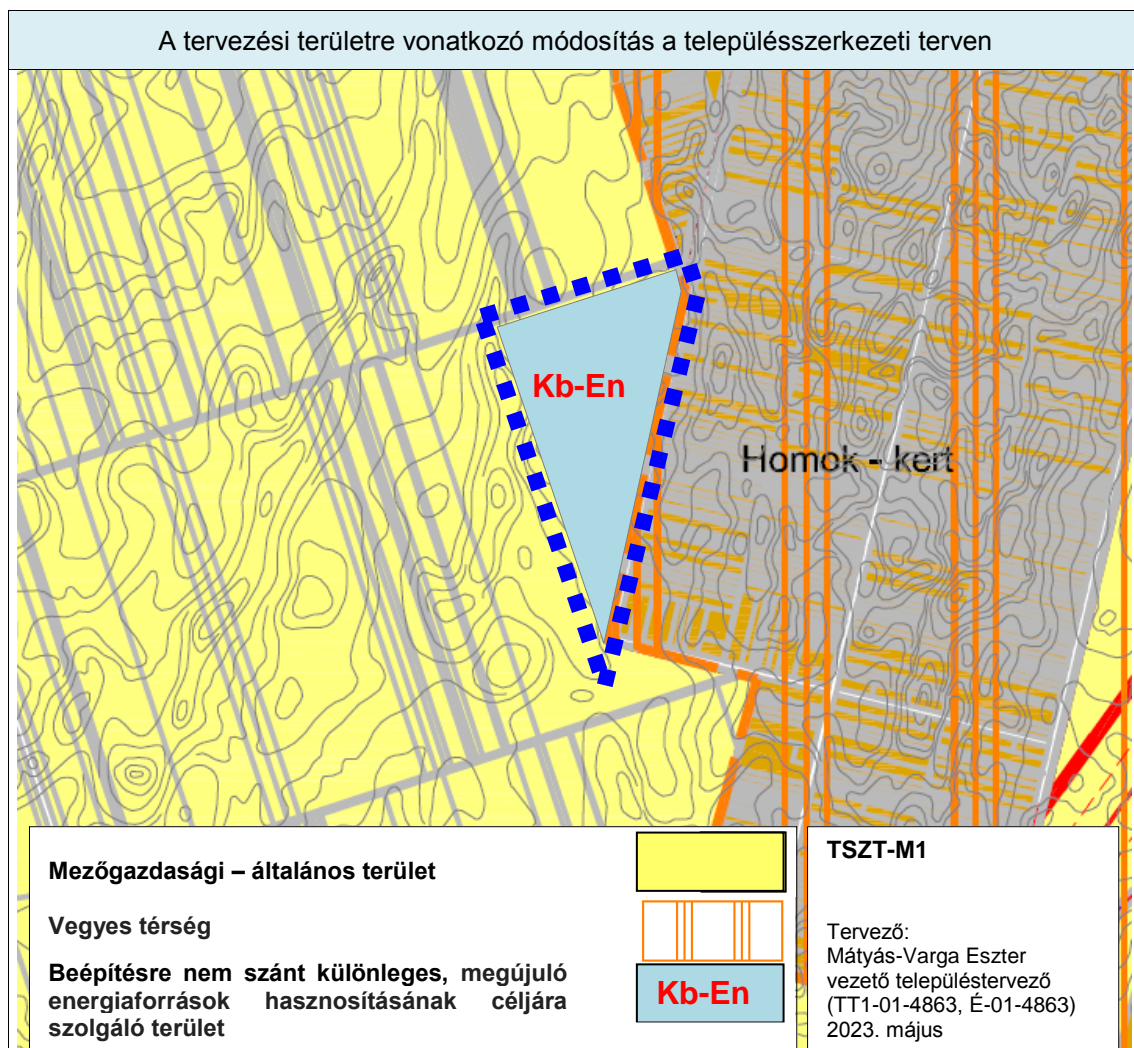 A tervezési területre vonatkozó módosítás a településszerkezeti terven
Kb-En
Homok - kert
Mezőgazdasági – általános terület
Vegyes térség
Beépítésre nem szánt különleges, megújuló
energiaforrások hasznosításának céljára
szolgáló terület
Kb-En
TSZT-M1
Tervező:
Mátyás-Varga Eszter
vezető településtervező
(TT1-01-4863, É-01-4863)
2023. május